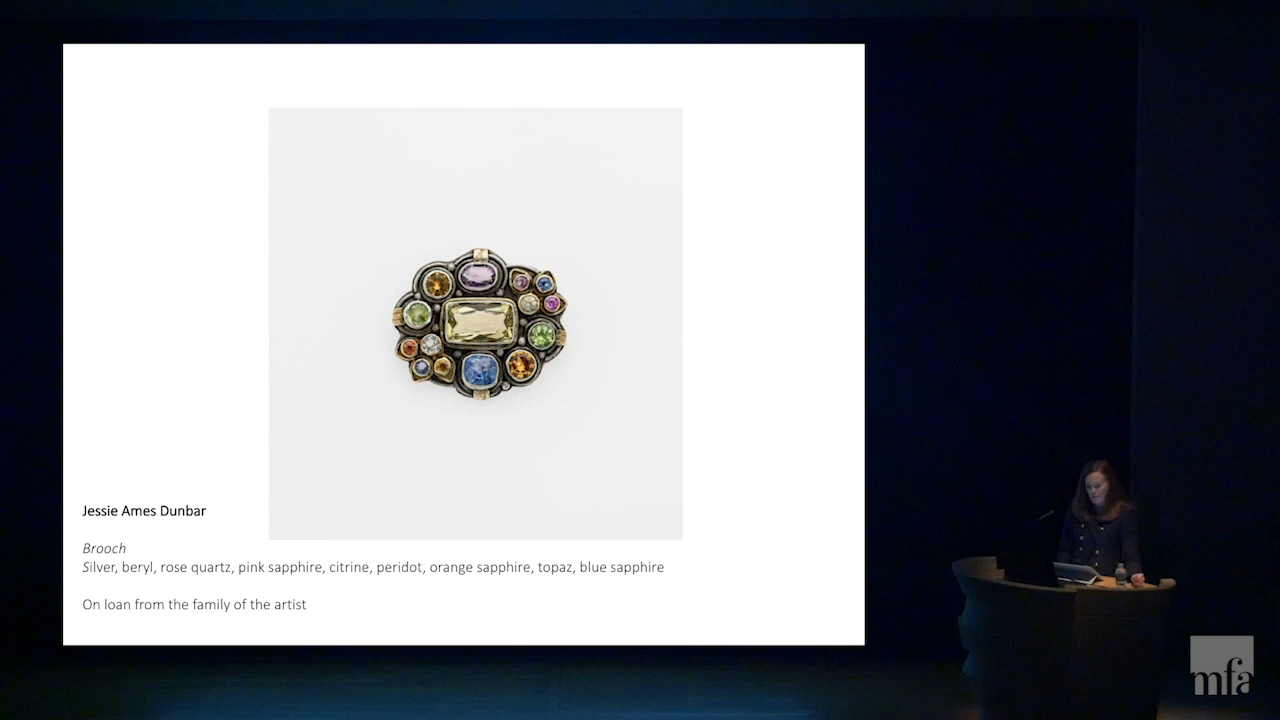 Jessie Ames Dunbar
Brooch
Silver, beryl, rose quartz, pink sapphire, citrine, peridot, orange sapphire, topaz, blue sapphire
On loan from the family of the artist
mfa